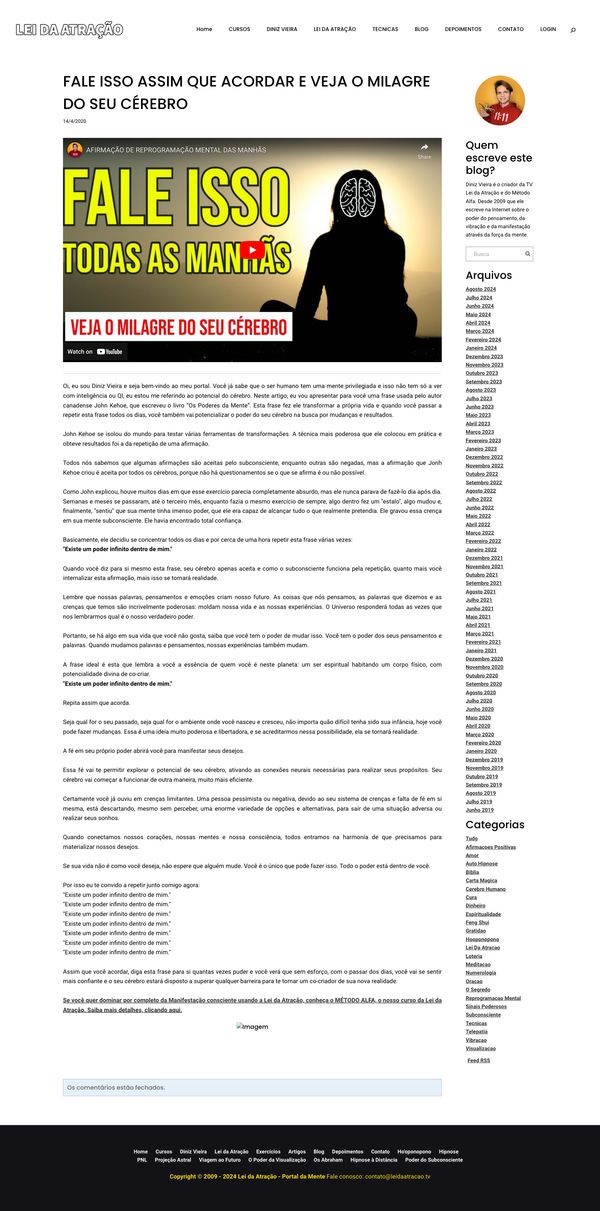 LEI DA ATRAÇÃO
Home CURSOS DINIZ VIEIRA LEI DA ATRAÇÃO TECNICAS BLOG DEPOIMENTOS CONTATO LOGIN
FALE ISSO ASSIM QUE ACORDAR E VEJA O MILAGRE
DO SEU CÉREBRO
14/4/2020
AFIRMAÇÃO DE REPROGRAMAÇÃO MENTAL DAS MANHÃS
Share
FALE ISSO
TODAS AS MANHÃS
VEJA O MILAGRE DO SEU CÉREBRO
Watch on YouTube
Oi, eu sou Diniz Vieira e seja bem-vindo ao meu portal. Você já sabe que o ser humano tem uma mente privilegiada e isso não tem só a ver
com inteligência ou QI, eu estou me referindo ao potencial do cérebro. Neste artigo, eu vou apresentar para você uma frase usada pelo autor
canadense John Kehoe, que escreveu o livro "Os Poderes da Mente". Esta frase fez ele transformar a própria vida e quando você passar a
repetir esta frase todos os dias, você também vai potencializar o poder do seu cérebro na busca por mudanças e resultados.
John Kehoe se isolou do mundo para testar várias ferramentas de transformações. A técnica mais poderosa que ele colocou em prática e
obteve resultados foi a da repetição de uma afirmação.
Todos nós sabemos que algumas afirmações são aceitas pelo subconsciente, enquanto outras são negadas, mas a afirmação que Jonh
Kehoe criou é aceita por todos os cérebros, porque não há questionamentos se o que se afirma é ou não possível.
Como John explicou, houve muitos dias em que esse exercício parecia completamente absurdo, mas ele nunca parava de fazê-lo dia após dia.
Semanas e meses se passaram, até o terceiro mês, enquanto fazia o mesmo exercício de sempre, algo dentro fez um "estalo", algo mudou e,
finalmente, "sentiu" que sua mente tinha imenso poder, que ele era capaz de alcançar tudo o que realmente pretendia. Ele gravou essa crença
em sua mente subconsciente. Ele havia encontrado total confiança.
Basicamente, ele decidiu se concentrar todos os dias e por cerca de uma hora repetir esta frase várias vezes:
"Existe um poder infinito dentro de mim."
Quando você diz para si mesmo esta frase, seu cérebro apenas aceita e como o subconsciente funciona pela repetição, quanto mais você
internalizar esta afirmação, mais isso se tornará realidade.
Lembre que nossas palavras, pensamentos e emoções criam nosso futuro. As coisas que nós pensamos, as palavras que dizemos e as
crenças que temos são incrivelmente poderosas: moldam nossa vida e as nossas experiências. O Universo responderá todas as vezes que
nos lembrarmos qual é o nosso verdadeiro poder.
Portanto, se há algo em sua vida que você não gosta, saiba que você tem o poder de mudar isso. Você tem o poder dos seus pensamentos e
palavras. Quando mudamos palavras e pensamentos, nossas experiências também mudam.
A frase ideal é esta que lembra a você a essência de quem você é neste planeta: um ser espiritual habitando um corpo físico, com
potencialidade divina de co-criar.
"Existe um poder infinito dentro de mim."
Repita assim que acorda.
Seja qual for o seu passado, seja qual for o ambiente onde você nasceu e cresceu, não importa quão difícil tenha sido sua infância, hoje você
pode fazer mudanças. Essa é uma ideia muito poderosa e libertadora, e se acreditarmos nessa possibilidade, ela se tornará realidade.
A fé em seu próprio poder abrirá você para manifestar seus desejos.
Essa fé vai te permitir explorar o potencial de seu cérebro, ativando as conexões neurais necessárias para realizar seus propósitos. Seu
cérebro vai começar a funcionar de outra maneira, muito mais eficiente.
Certamente você já ouviu em crenças limitantes. Uma pessoa pessimista ou negativa, devido ao seu sistema de crenças e falta de fé em si
mesma, está descartando, mesmo sem perceber, uma enorme variedade de opções e alternativas, para sair de uma situação adversa ou
realizar seus sonhos.
Quando conectamos nossos corações, nossas mentes e nossa consciência, todos entramos na harmonia de que precisamos para
materializar nossos desejos.
Se sua vida não é como você deseja, não espere que alguém mude. Você é o único que pode fazer isso. Todo o poder está dentro de você.
Por isso eu te convido a repetir junto comigo agora:
"Existe um poder infinito dentro de mim."
"Existe um poder infinito dentro de mim."
"Existe um poder infinito dentro de mim."
"Existe um poder infinito dentro de mim."
"Existe um poder infinito dentro de mim."
"Existe um poder infinito dentro de mim."
"Existe um poder infinito dentro de mim."
Assim que você acordar, diga esta frase para si quantas vezes puder e você verá que sem esforço, com o passar dos dias, você vai se sentir
mais confiante e o seu cérebro estará disposto a superar qualquer barreira para te tornar um co-criador de sua nova realidade.
Se você quer dominar por completo da Manifestação consciente usando a Lei da Atração, conheça o MÉTODO ALFA, o nosso curso da Lei da
Atração. Saiba mais detalhes, clicando aqui.
Imagem
Os comentários estão fechados.
11:11
Quem
escreve este
blog?
Diniz Vieira é o criador da TV
Lei da Atração e do Método
Alfa. Desde 2009 que ele
escreve na Internet sobre o
poder do pensamento, da
vibração e da manifestação
através da força da mente.
Busca
Arquivos
Agosto 2024
Julho 2024
Junho 2024
Maio 2024
Abril 2024
Março 2024
Fevereiro 2024
Janeiro 2024
Dezembro 2023
Novembro 2023
Outubro 2023
Setembro 2023
Agosto 2023
Julho 2023
Junho 2023
Maio 2023
Abril 2023
Março 2023
Fevereiro 2023
Janeiro 2023
Dezembro 2022
Novembro 2022
Outubro 2022
Setembro 2022
Agosto 2022
Julho 2022
Junho 2022
Maio 2022
Abril 2022
Março 2022
Fevereiro 2022
Janeiro 2022
Dezembro 2021
Novembro 2021
Outubro 2021
Setembro 2021
Agosto 2021
Julho 2021
Junho 2021
Maio 2021
Abril 2021
Março 2021
Fevereiro 2021
Janeiro 2021
Dezembro 2020
Novembro 2020
Outubro 2020
Setembro 2020
Agosto 2020
Julho 2020
Junho 2020
Maio 2020
Abril 2020
Março 2020
Fevereiro 2020
Janeiro 2020
Dezembro 2019
Novembro 2019
Outubro 2019
Setembro 2019
Agosto 2019
Julho 2019
Junho 2019
Categorias
Tudo
Afirmacoes Positivas
Amor
Auto Hipnose
Biblia
Carta Magica
Cerebro Humano
Cura
Dinheiro
Espiritualidade
Feng Shui
Gratidao
Hooponopono
Lei Da Atracao
Loteria
Meditacao
Numerologia
Oracao
O Segredo
Reprogramacao Mental
Sinais Poderosos
Subconsciente
Tecnicas
Telepatia
Vibracao
Visualizacao
Feed RSS
Home Cursos Diniz Vieira Lei da Atração Exercícios Artigos Blog Depoimentos Contato Ho'oponopono Hipnose
PNL Projeção Astral Viagem ao Futuro O Poder da Visualização Os Abraham Hipnose à Distância Poder do Subconsciente
Copyright © 2009 - 2024 Lei da Atração - Portal da Mente Fale conosco: contato@leidaatracao.tv